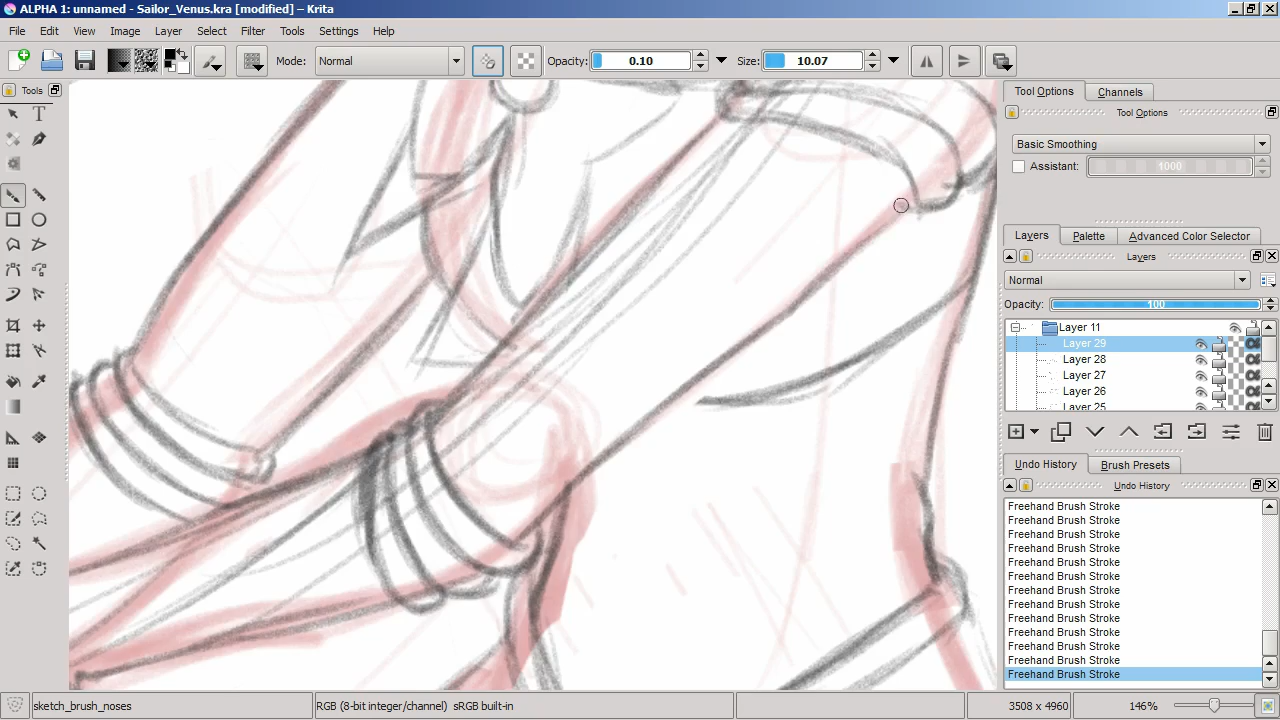 ALPHA 1: unnamed - Sailor_Venus.kra [modified] – Krita
File Edit View Image Layer Select Filter Tools Settings Help
Mode: Normal Opacity: 0.10 Size: 10.07
Tools
Tool Options Channels
Tool Options
Basic Smoothing
Assistant: 1000
Layers Palette Advanced Color Selector
Layers
Normal
Opacity: 100
Layer 11
Layer 29
Layer 28
Layer 27
Layer 26
Layer 25
Undo History Brush Presets
Undo History
Freehand Brush Stroke
Freehand Brush Stroke
Freehand Brush Stroke
Freehand Brush Stroke
Freehand Brush Stroke
Freehand Brush Stroke
Freehand Brush Stroke
Freehand Brush Stroke
Freehand Brush Stroke
Freehand Brush Stroke
Freehand Brush Stroke
Freehand Brush Stroke
Freehand Brush Stroke
sketch_brush_noses RGB (8-bit integer/channel) sRGB built-in 3508 x 4960 146%